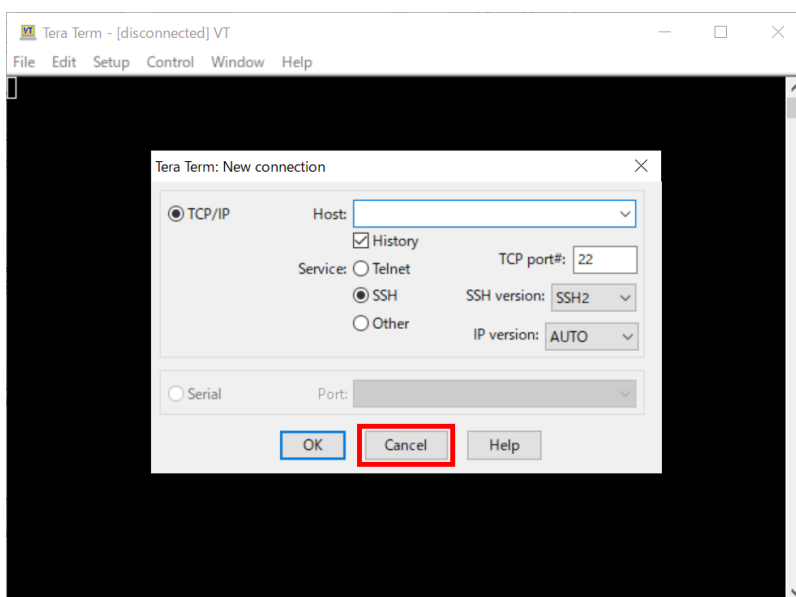 VT Tera Term - [disconnected] VT
File Edit Setup Control Window Help
Tera Term: New connection
TCP/IP Host:
History
Service: Telnet TCP port#: 22
SSH SSH version: SSH2
Other IP version: AUTO
Serial Port:
OK Cancel Help